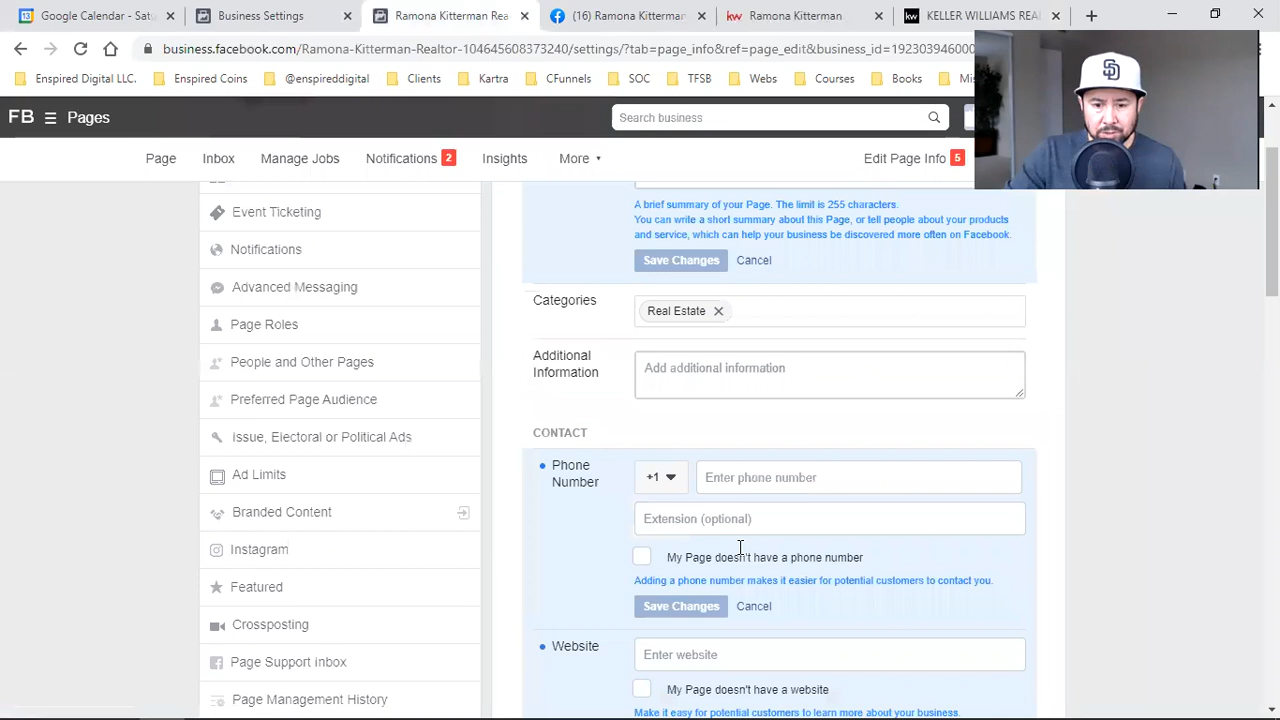 Google Calendar - Satu
Business Settings
Ramona Kitterman Real
(16) Ramona Kitterman
Ramona Kitterman
KELLER WILLIAMS REAL
business.facebook.com/Ramona-Kitterman-Realtor-104645608373240/settings/?tab=page_info&ref=page_edit&business_id=1923039460
Enspired Digital LLC.
Enspired Coins
@enspireddigital
Clients
Kartra
CFunnels
SOC
TFSB
Webs
Courses
Books
FB Pages
Search business
Page
Inbox
Manage Jobs
Notifications 2
Insights
More
Edit Page Info 5
Event Ticketing
Notifications
Advanced Messaging
Page Roles
People and Other Pages
Preferred Page Audience
Issue, Electoral or Political Ads
Ad Limits
Branded Content
Instagram
Featured
Crossposting
Page Support inbox
Page Management History
A brief summary of your Page. The limit is 255 characters.
You can write a short summary about this Page, or tell people about your products
and service, which can help your business be discovered more often on Facebook.
Save Changes Cancel
Categories
Real Estate
Additional
Information
Add additional information
CONTACT
Phone
Number
+1
Enter phone number
Extension (optional)
My Page doesn't have a phone number
Adding a phone number makes it easier for potential customers to contact you.
Save Changes Cancel
Website
Enter website
My Page doesn't have a website
Make it easy for potential customers to learn more about your business.
SD